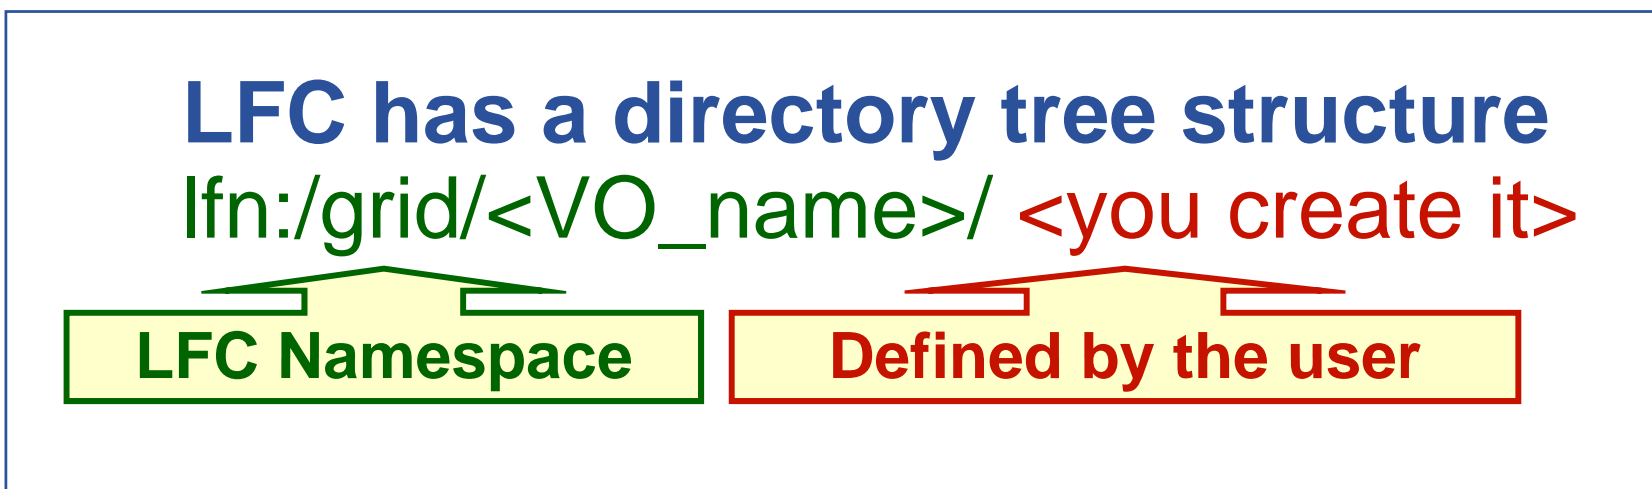 LFC has a directory tree structure
lfn:/grid/<VO_name>/ <you create it>
LFC Namespace
Defined by the user